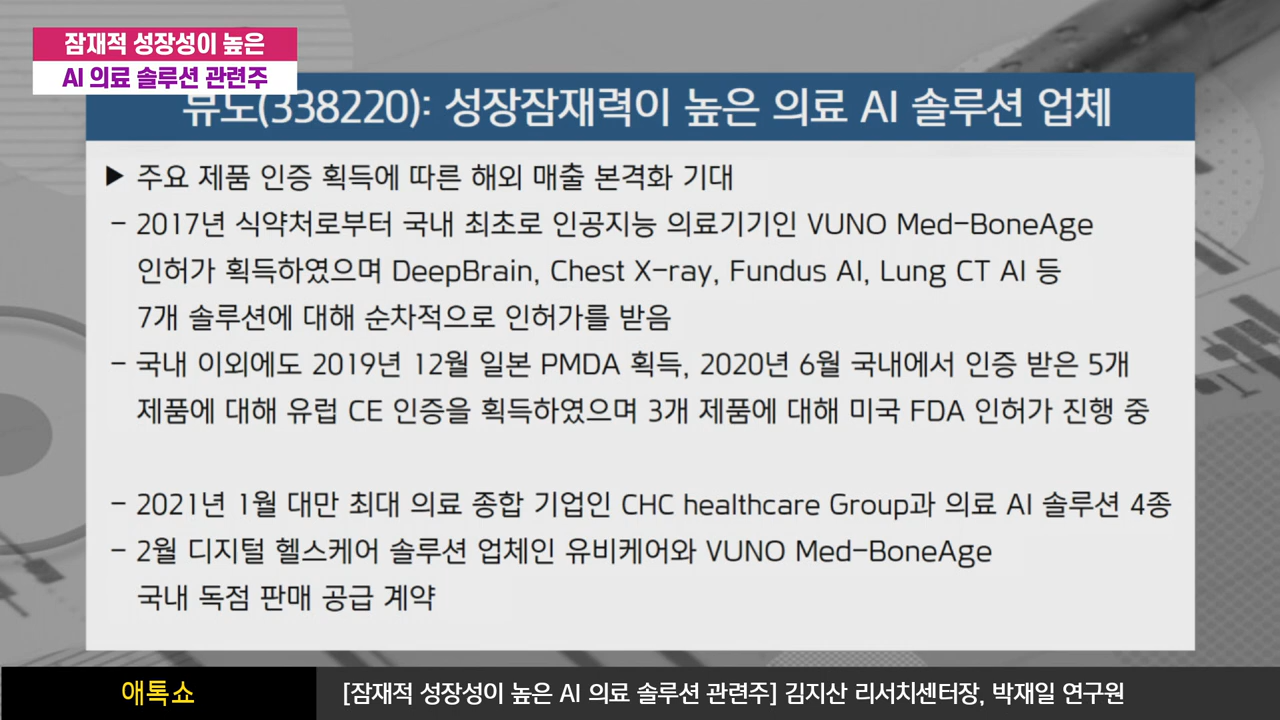 잠재적 성장성이 높은
AI 의료 솔루션 관련주
뷰노(338220): 성장잠재력이 높은 의료 AI 솔루션 업체
▶ 주요 제품 인증 획득에 따른 해외 매출 본격화 기대
- 2017년 식약처로부터 국내 최초로 인공지능 의료기기인 VUNO Med-BoneAge
인허가 획득하였으며 DeepBrain, Chest X-ray, Fundus AI, Lung CT AI 등
7개 솔루션에 대해 순차적으로 인허가를 받음
- 국내 이외에도 2019년 12월 일본 PMDA 획득, 2020년 6월 국내에서 인증 받은 5개
제품에 대해 유럽 CE 인증을 획득하였으며 3개 제품에 대해 미국 FDA 인허가 진행 중
- 2021년 1월 대만 최대 의료 종합 기업인 CHC healthcare Group과 의료 AI 솔루션 4종
- 2월 디지털 헬스케어 솔루션 업체인 유비케어와 VUNO Med-BoneAge
국내 독점 판매 공급 계약
애톡쇼
[잠재적 성장성이 높은 AI 의료 솔루션 관련주] 김지산 리서치센터장, 박재일 연구원